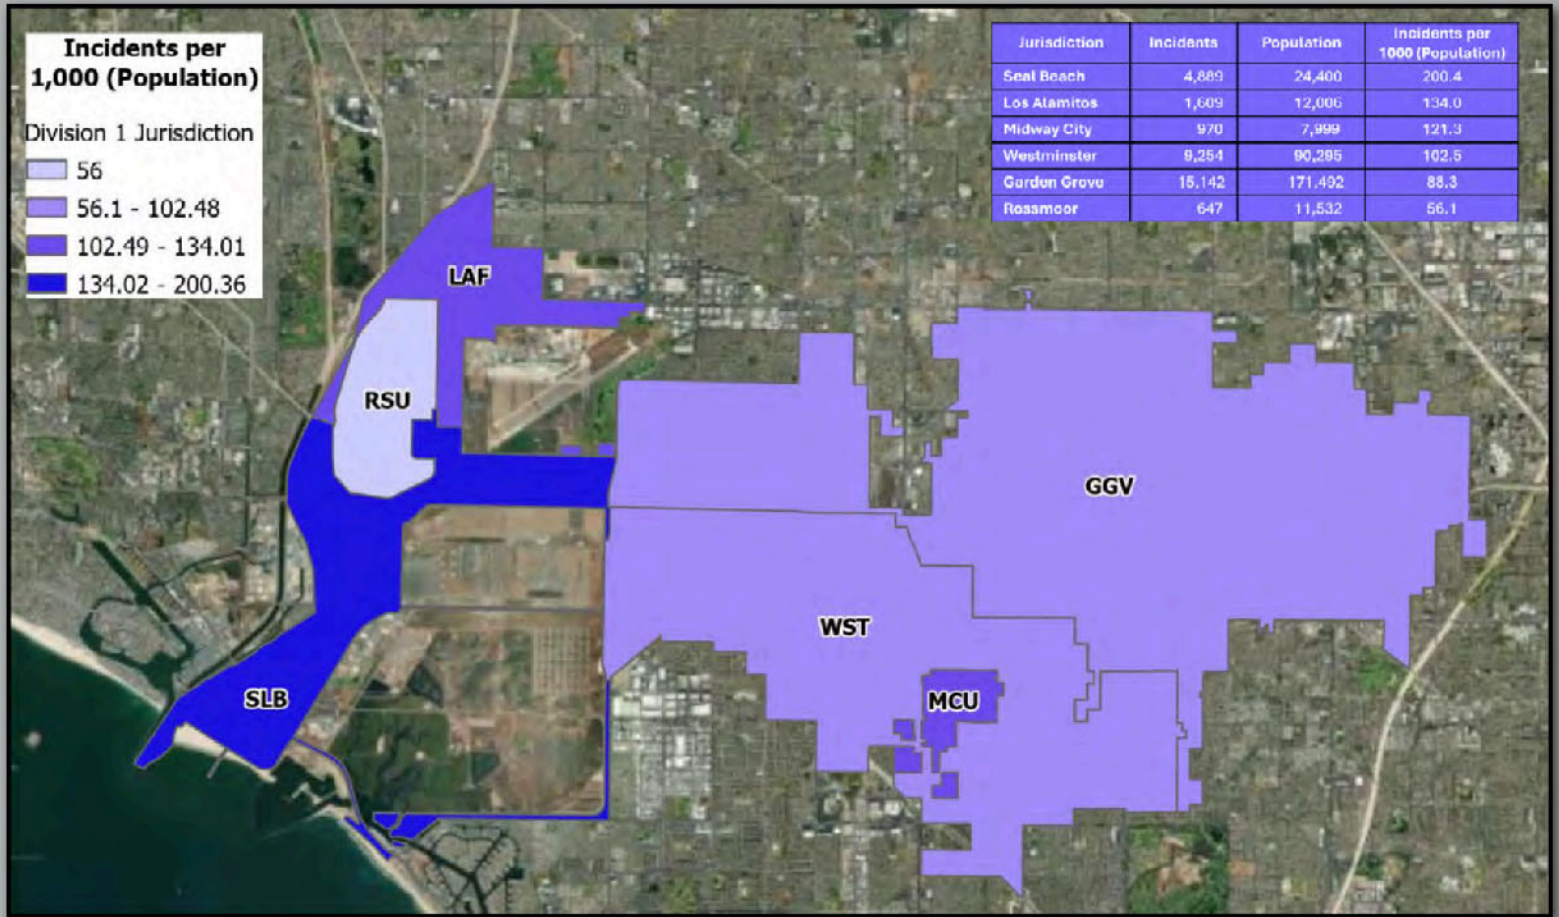 Incidents per
1,000 (Population)
Division 1 Jurisdiction
56
56.1 - 102.48
102.49 - 134.01
134.02 - 200.36
Jurisdiction Incidents Population Incidents per 1000 (Population)
Seal Beach 4,889 24,400 200.4
Los Alamitos 1,609 12,006 134.0
Midway City 970 7,999 121.3
Westminster 9,254 90,295 102.5
Garden Grove 15,142 171,492 88.3
Rossmoor 647 11,532 56.1
LAF
RSU
GGV
WST
MCU
SLB